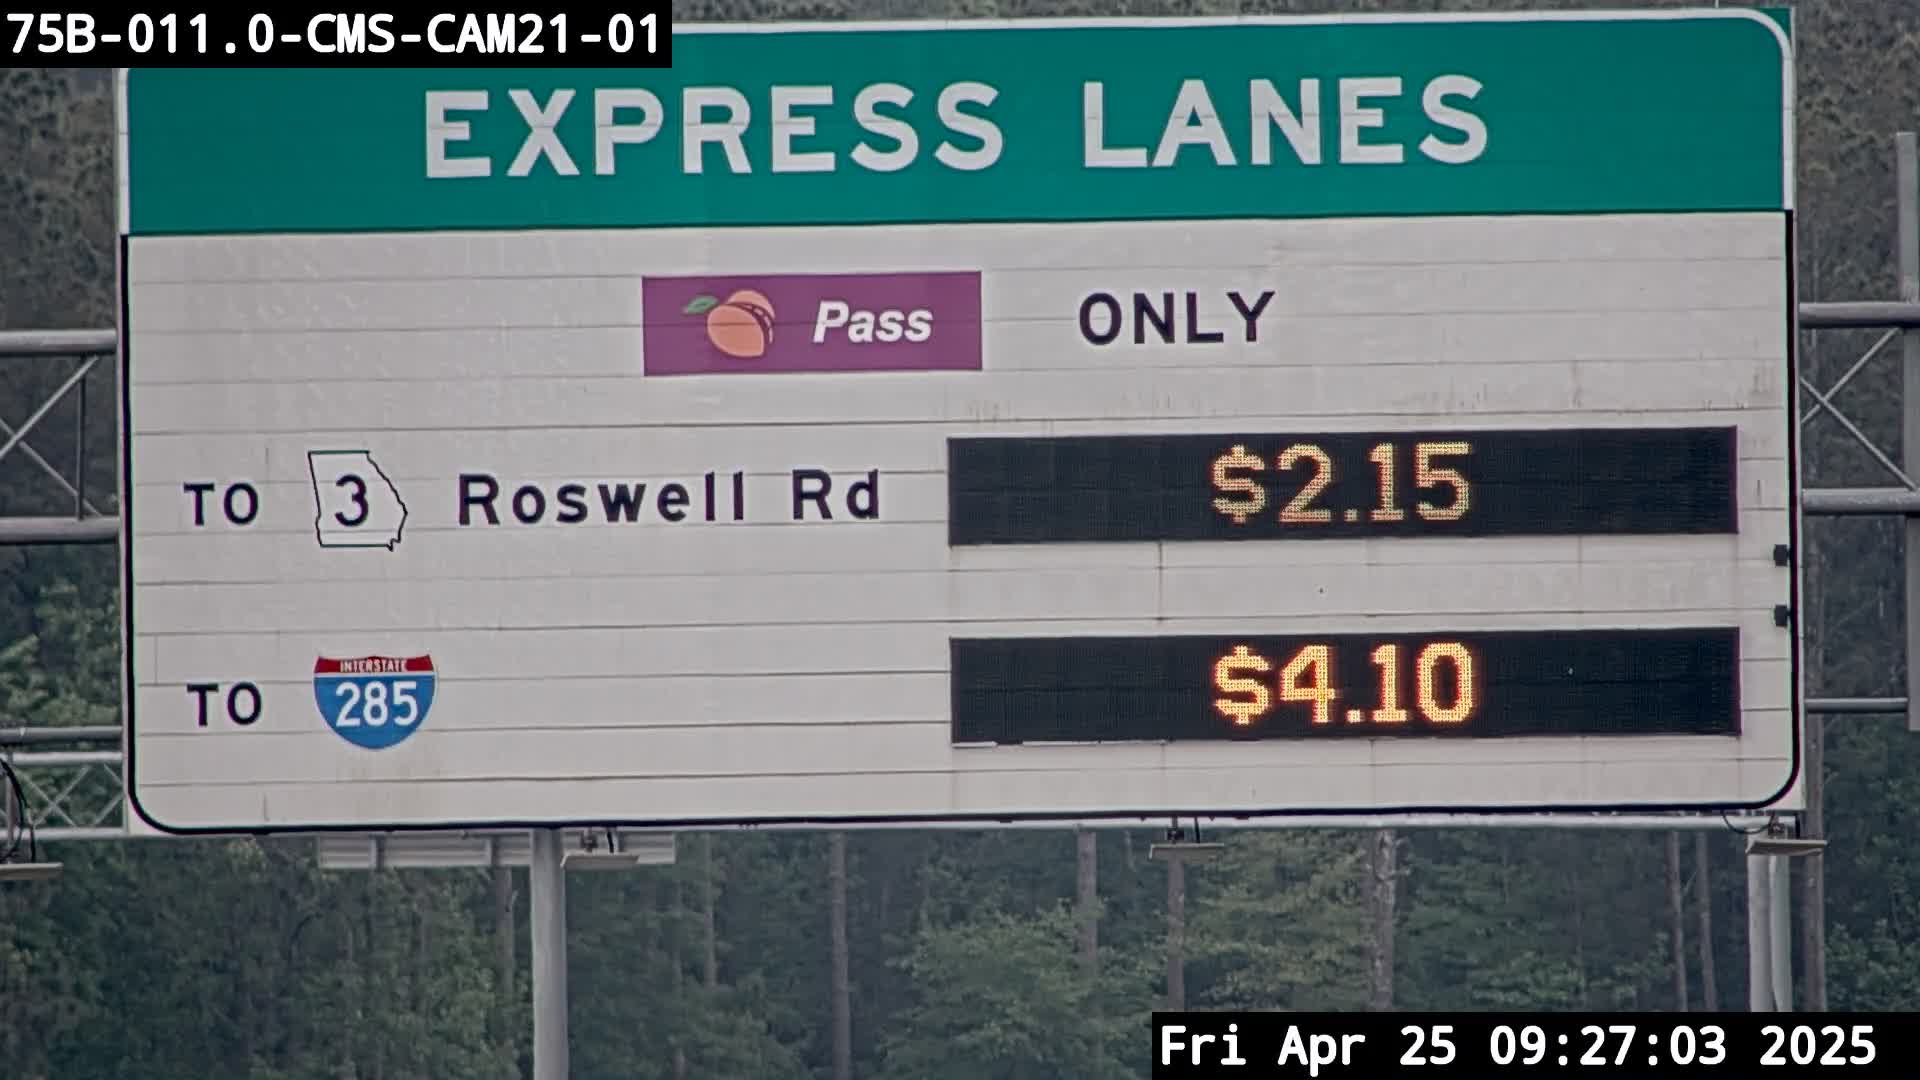 75B-011.0-CMS-CAM21-01
EXPRESS LANES
Pass ONLY
TO 3 Roswell Rd $2.15
INTERSTATE
TO 285 $4.10
Fri Apr 25 09:27:03 2025